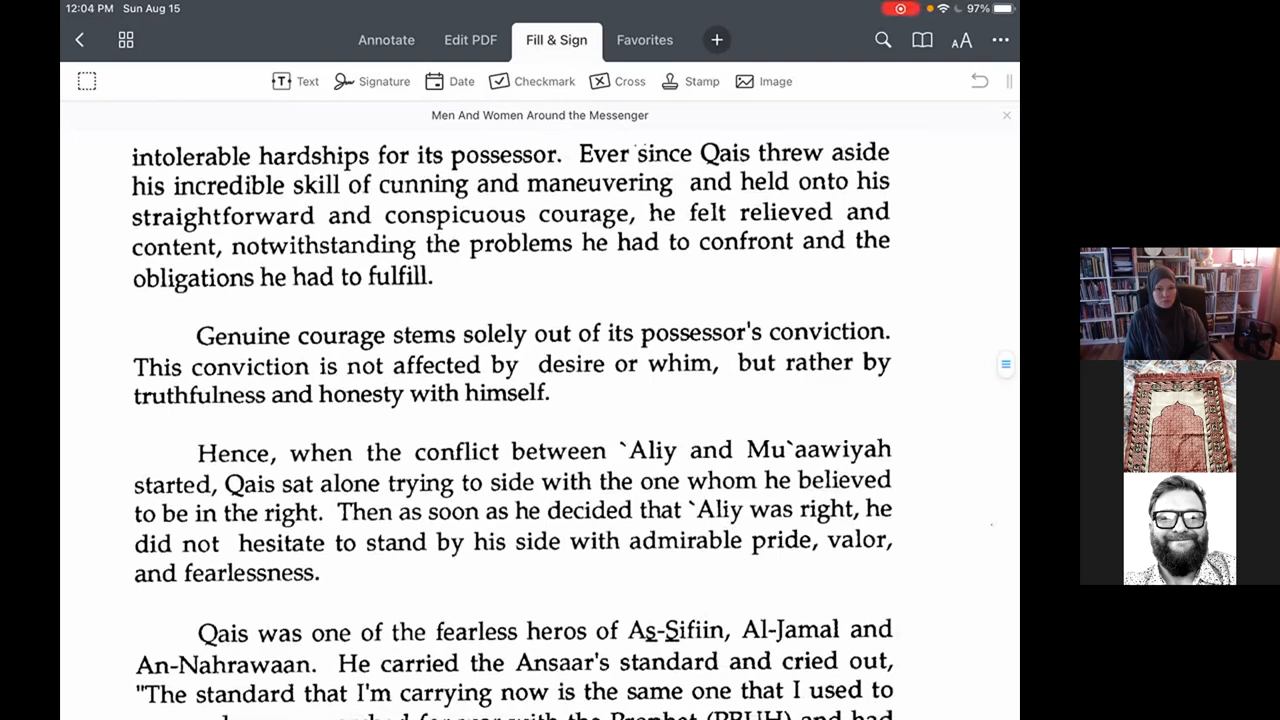 12:04 PM Sun Aug 15
97%
Annotate Edit PDF Fill & Sign Favorites
Text Signature Date Checkmark Cross Stamp Image
Men And Women Around the Messenger
intolerable hardships for its possessor. Ever since Qais threw aside
his incredible skill of cunning and maneuvering and held onto his
straightforward and conspicuous courage, he felt relieved and
content, notwithstanding the problems he had to confront and the
obligations he had to fulfill.
Genuine courage stems solely out of its possessor's conviction.
This conviction is not affected by desire or whim, but rather by
truthfulness and honesty with himself.
Hence, when the conflict between `Aliy and Mu`aawiyah
started, Qais sat alone trying to side with the one whom he believed
to be in the right. Then as soon as he decided that `Aliy was right, he
did not hesitate to stand by his side with admirable pride, valor,
and fearlessness.
Qais was one of the fearless heros of As-Sifiin, Al-Jamal and
An-Nahrawaan. He carried the Ansaar's standard and cried out,
"The standard that I'm carrying now is the same one that I used to
for war with the Prophet (PBUH) and had